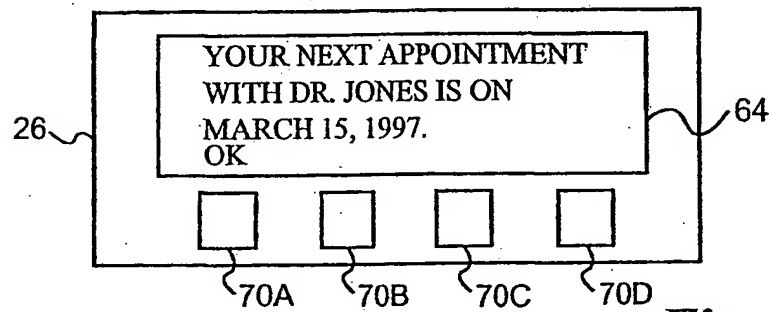 YOUR NEXT APPOINTMENT
WITH DR. JONES IS ON
MARCH 15, 1997.
OK
26
64
70A 70B 70C 70D